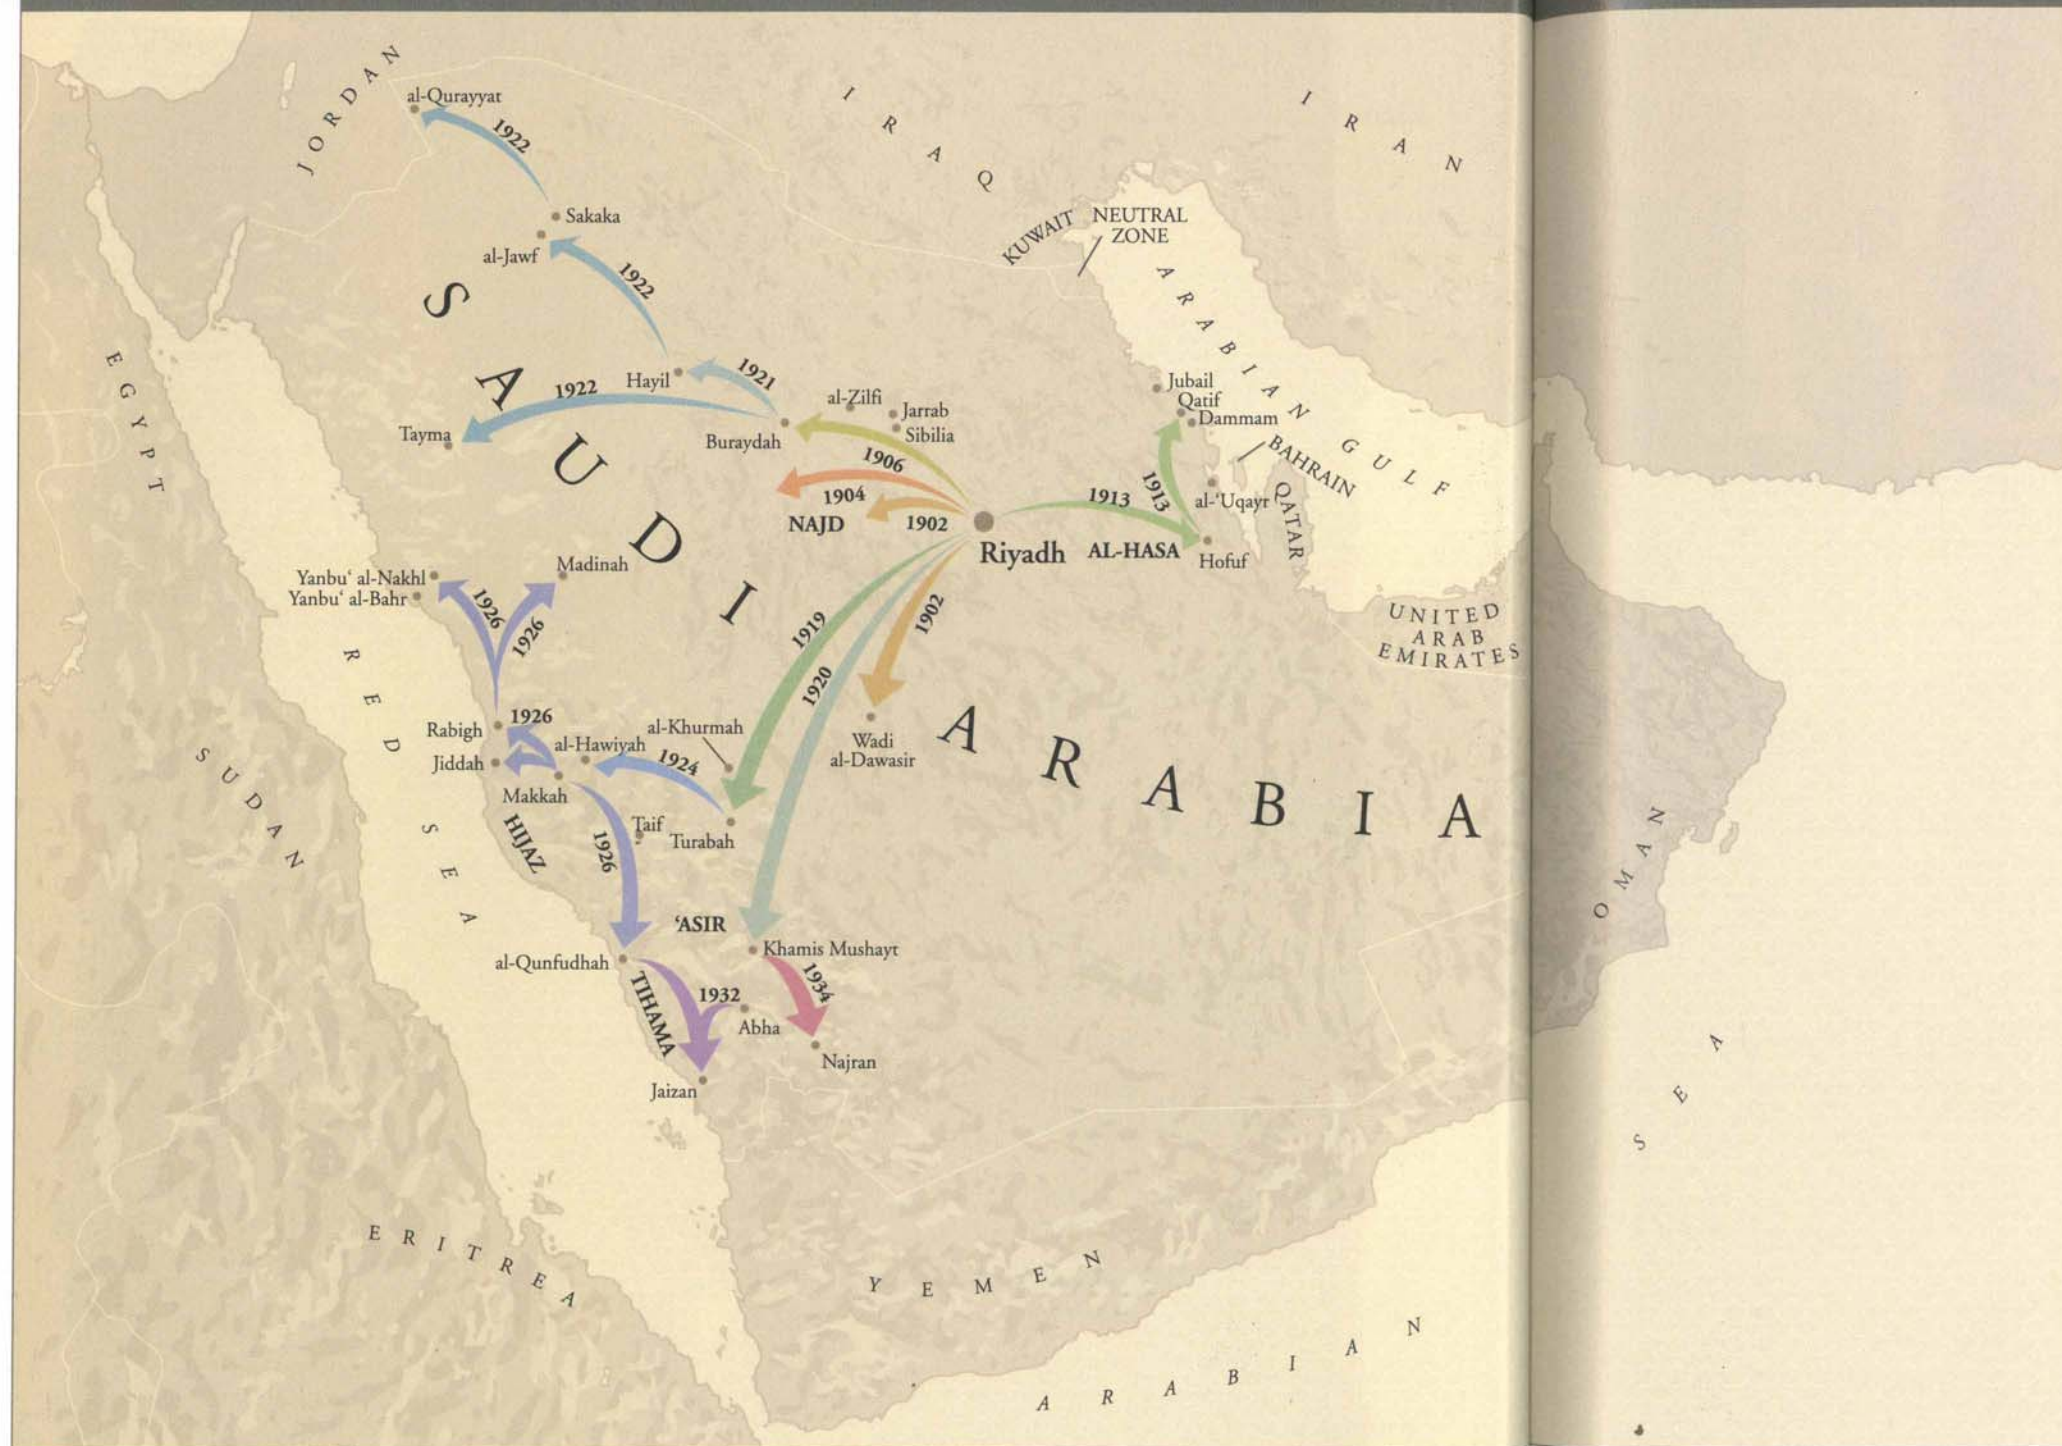 JORDAN
al-Qurayyat
1922
IRAQ
IRAN
Sakaka
al-Jawf
1922
KUWAIT
NEUTRAL
ZONE
ARABIAN GULF
EGYPT
SAUDI
1922
Hayil
1921
al-Zilfi
Jarrab
Sibilia
Tayma
Buraydah
1906
1904
NAJD
1902
Riyadh
1913
AL-HASA
1913
Jubail
Qatif
Dammam
BAHRAIN
al-‘Uqayr
QATAR
Hofuf
UNITED
ARAB
EMIRATES
Madinah
Yanbu‘ al-Nakhl
Yanbu‘ al-Bahr
1926
1926
1919
1920
1902
RED SEA
Rabigh
1926
al-Khurmah
al-Hawiyah
Jiddah
1924
Makkah
Wadi
al-Dawasir
ARABIA
SUDAN
HIJAZ
1926
Taif
Turabah
OMAN
‘ASIR
al-Qunfudhah
Khamis Mushayt
TIHAMA
1932
1934
Abha
Najran
Jaizan
ERITREA
YEMEN
ARABIAN
SEA